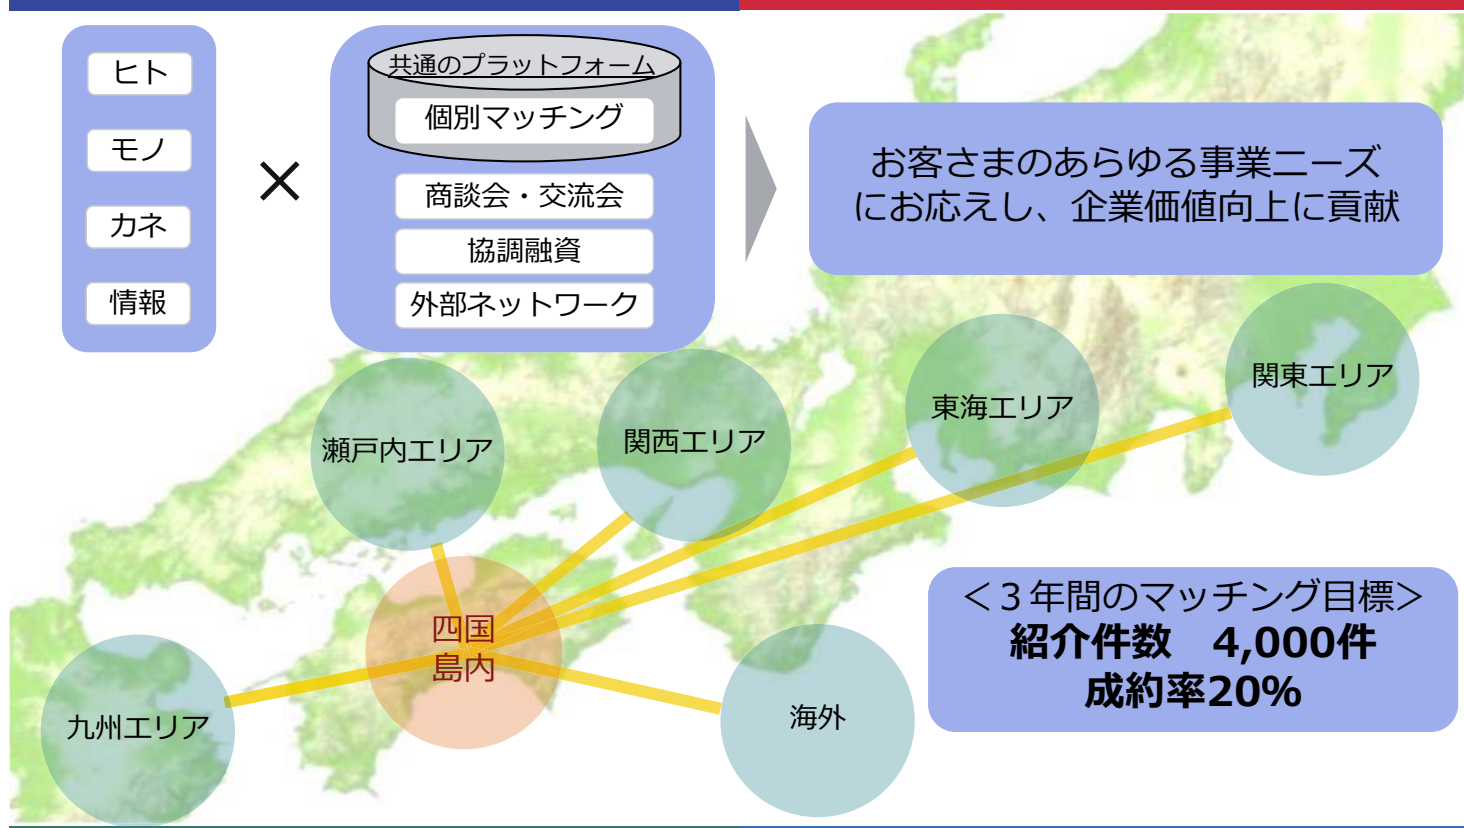 ヒト
モノ
カネ
情報
×
共通のプラットフォーム
個別マッチング
商談会・交流会
協調融資
外部ネットワーク
お客さまのあらゆる事業ニーズ
にお応えし、企業価値向上に貢献
瀬戸内エリア
関西エリア
東海エリア
関東エリア
四国
島内
九州エリア
海外
＜３年間のマッチング目標＞
紹介件数　4,000件
成約率20%